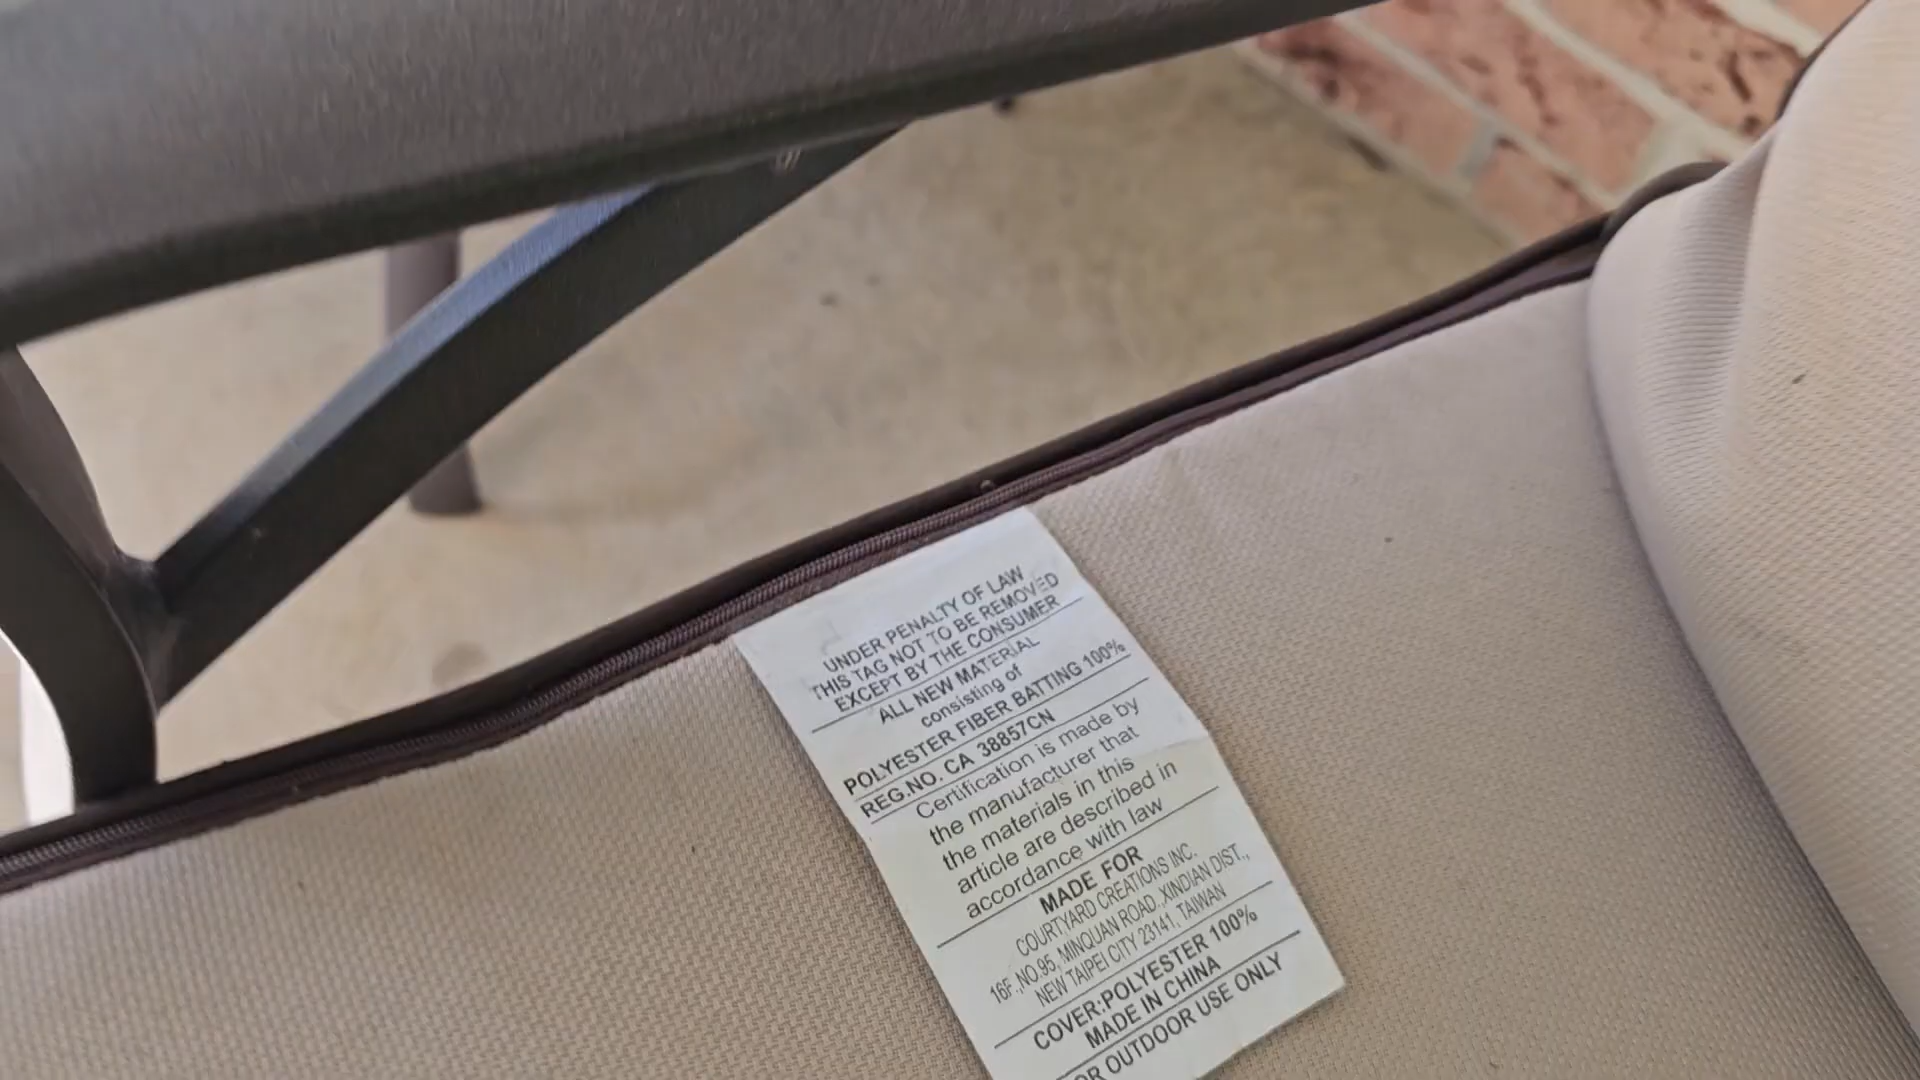 UNDER PENALTY OF LAW
THIS TAG NOT TO BE REMOVED
EXCEPT BY THE CONSUMER
ALL NEW MATERIAL
consisting of
POLYESTER FIBER BATTING 100%
REG.NO. CA 38857CN
Certification is made by
the manufacturer that
the materials in this
article are described in
accordance with law
MADE FOR
COURTYARD CREATIONS INC.
16F.,NO.95, MINQUAN ROAD.,XINDIAN DIST.,
NEW TAIPEI CITY 23141, TAIWAN
COVER:POLYESTER 100%
MADE IN CHINA
OUTDOOR USE ONLY